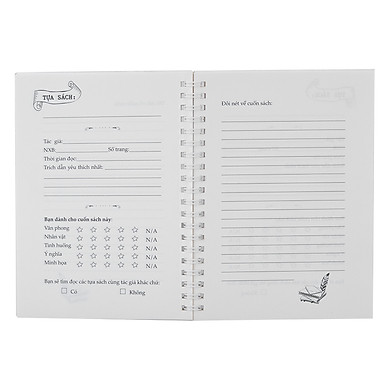 TỰA SÁCH:
Tác giả:
NXB: Số trang:
Thời gian đọc:
Trích dẫn yêu thích nhất:
Bạn đánh giá cuốn sách này:
Văn phong N/A
Nhân vật N/A
Tình huống N/A
Ý nghĩa N/A
Minh họa N/A
Bạn sẽ tìm đọc các tựa sách cùng tác giả khác chứ:
Có Không
Đôi nét về cuốn sách: